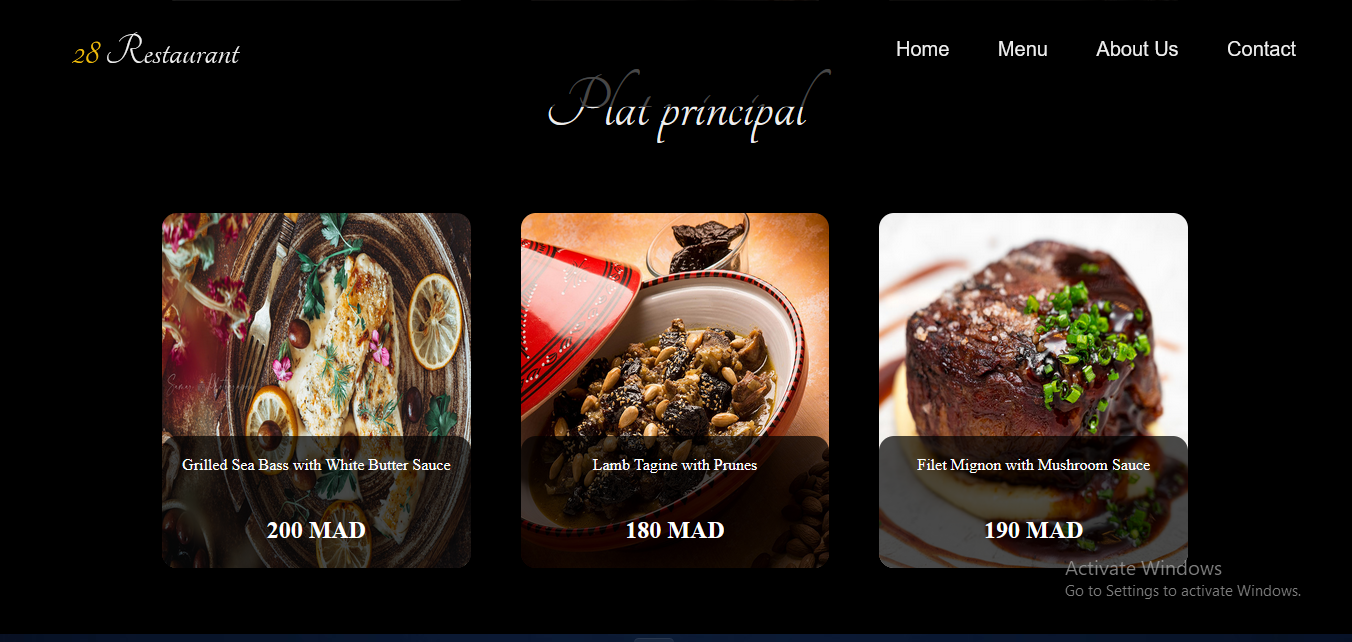 28 Restaurant
Home Menu About Us Contact
Plat principal
Grilled Sea Bass with White Butter Sauce
200 MAD
Lamb Tagine with Prunes
180 MAD
Filet Mignon with Mushroom Sauce
190 MAD
Activate Windows
Go to Settings to activate Windows.